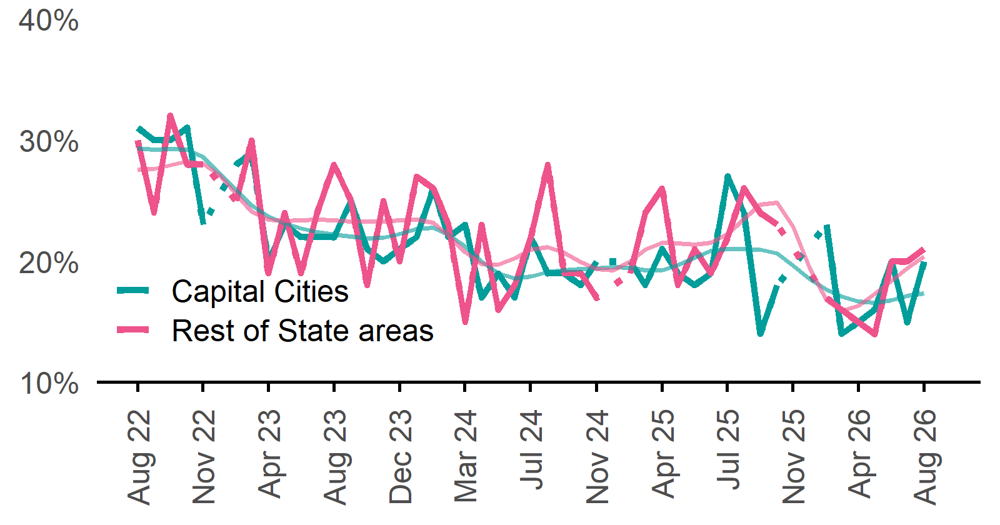 40%
30%
20%
10%
Capital Cities
Rest of State areas
Aug 22
Nov 22
Apr 23
Aug 23
Dec 23
Mar 24
Jul 24
Nov 24
Apr 25
Jul 25
Nov 25
Apr 26
Aug 26